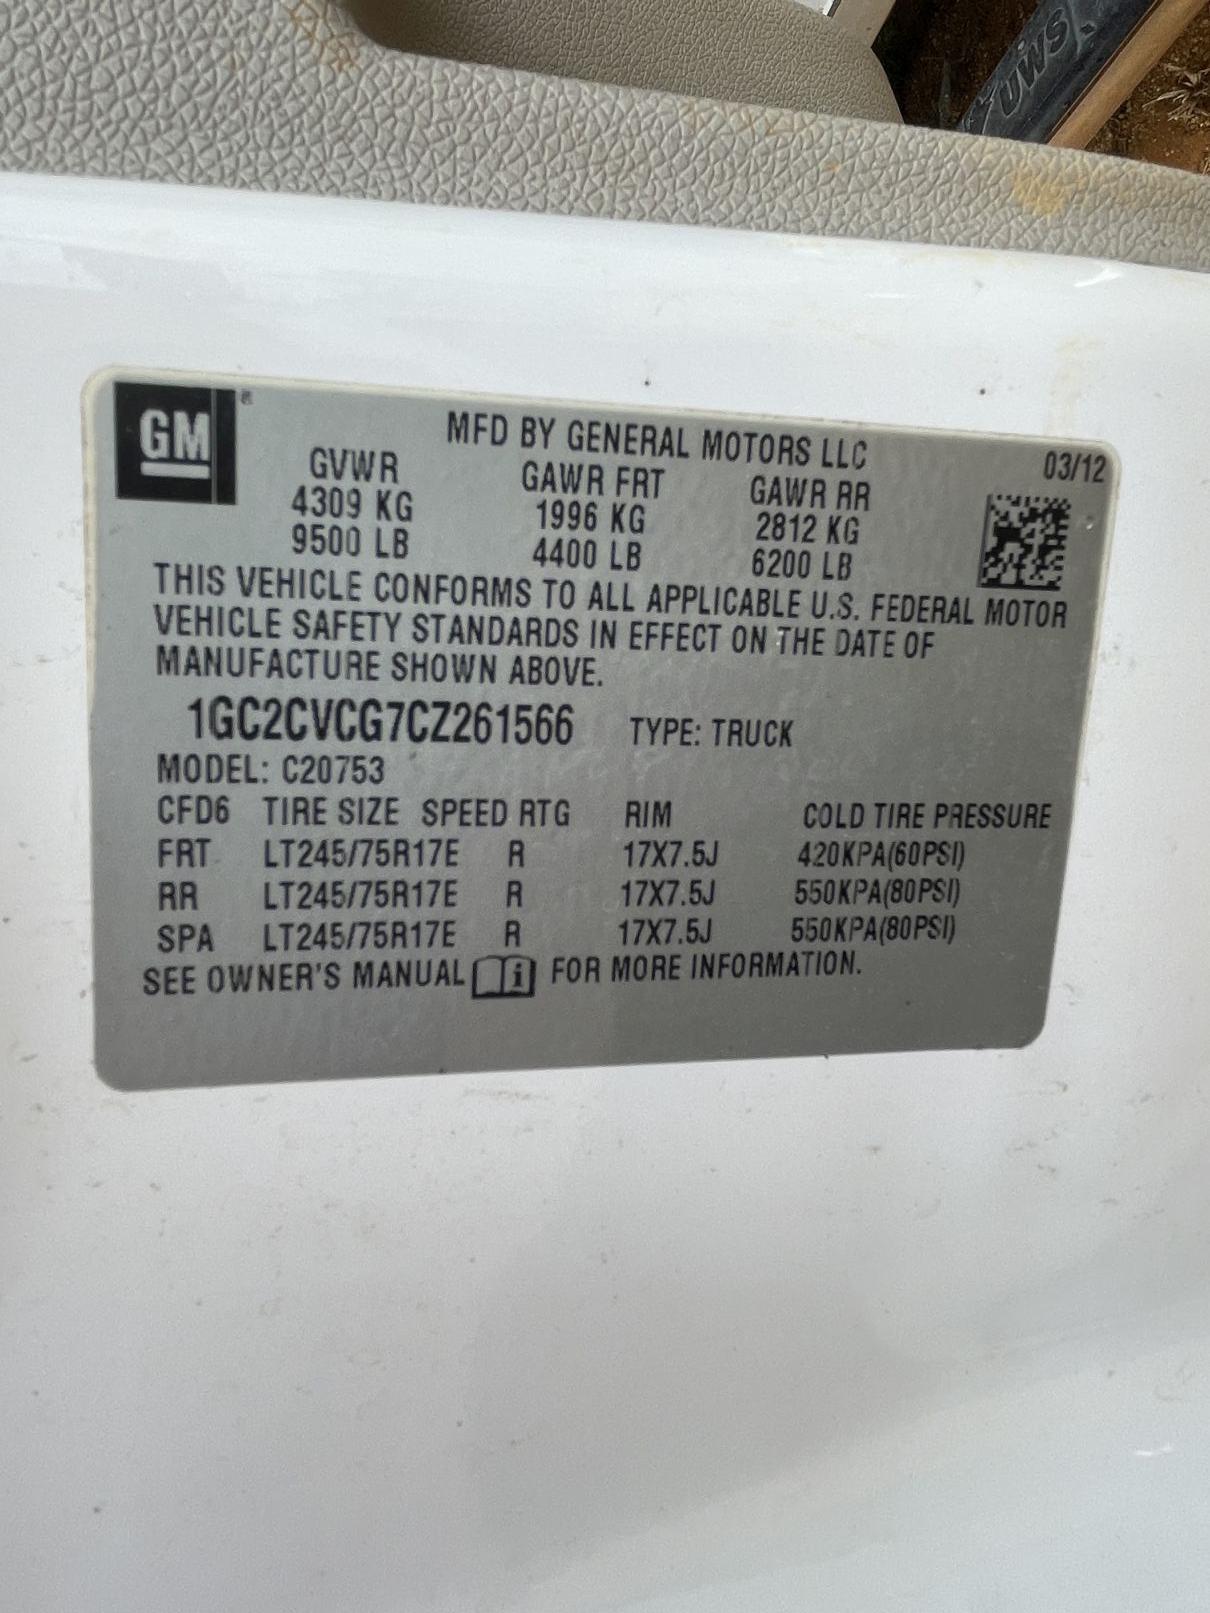 UWS
GM
MFD BY GENERAL MOTORS LLC 03/12
GVWR GAWR FRT GAWR RR
4309 KG 1996 KG 2812 KG
9500 LB 4400 LB 6200 LB
THIS VEHICLE CONFORMS TO ALL APPLICABLE U.S. FEDERAL MOTOR
VEHICLE SAFETY STANDARDS IN EFFECT ON THE DATE OF
MANUFACTURE SHOWN ABOVE.
1GC2CVCG7CZ261566 TYPE: TRUCK
MODEL: C20753
CFD6 TIRE SIZE SPEED RTG RIM COLD TIRE PRESSURE
FRT LT245/75R17E R 17X7.5J 420KPA(60PSI)
RR LT245/75R17E R 17X7.5J 550KPA(80PSI)
SPA LT245/75R17E R 17X7.5J 550KPA(80PSI)
SEE OWNER'S MANUAL i FOR MORE INFORMATION.